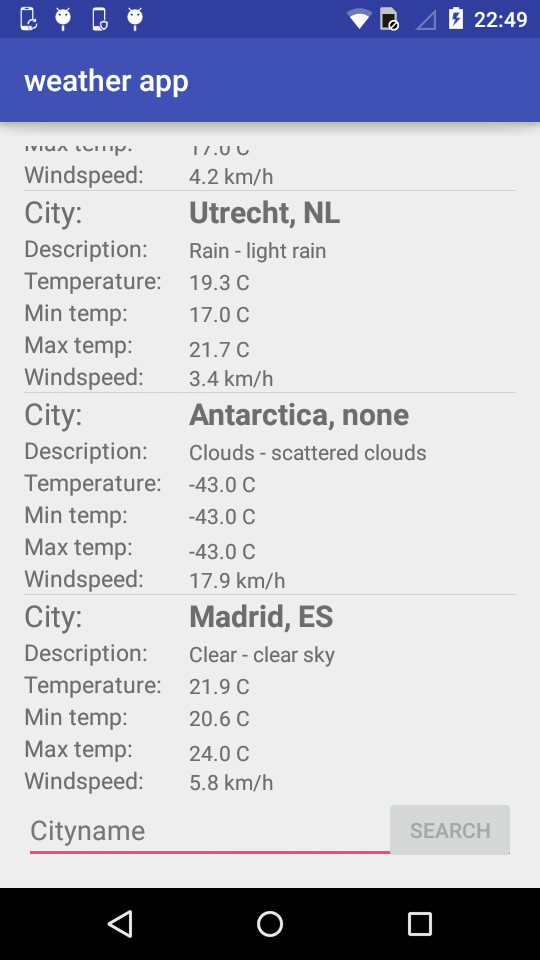 22:49
weather app
Max temp: 17.0 C
Windspeed: 4.2 km/h
City: Utrecht, NL
Description: Rain - light rain
Temperature: 19.3 C
Min temp: 17.0 C
Max temp: 21.7 C
Windspeed: 3.4 km/h
City: Antarctica, none
Description: Clouds - scattered clouds
Temperature: -43.0 C
Min temp: -43.0 C
Max temp: -43.0 C
Windspeed: 17.9 km/h
City: Madrid, ES
Description: Clear - clear sky
Temperature: 21.9 C
Min temp: 20.6 C
Max temp: 24.0 C
Windspeed: 5.8 km/h
Cityname SEARCH